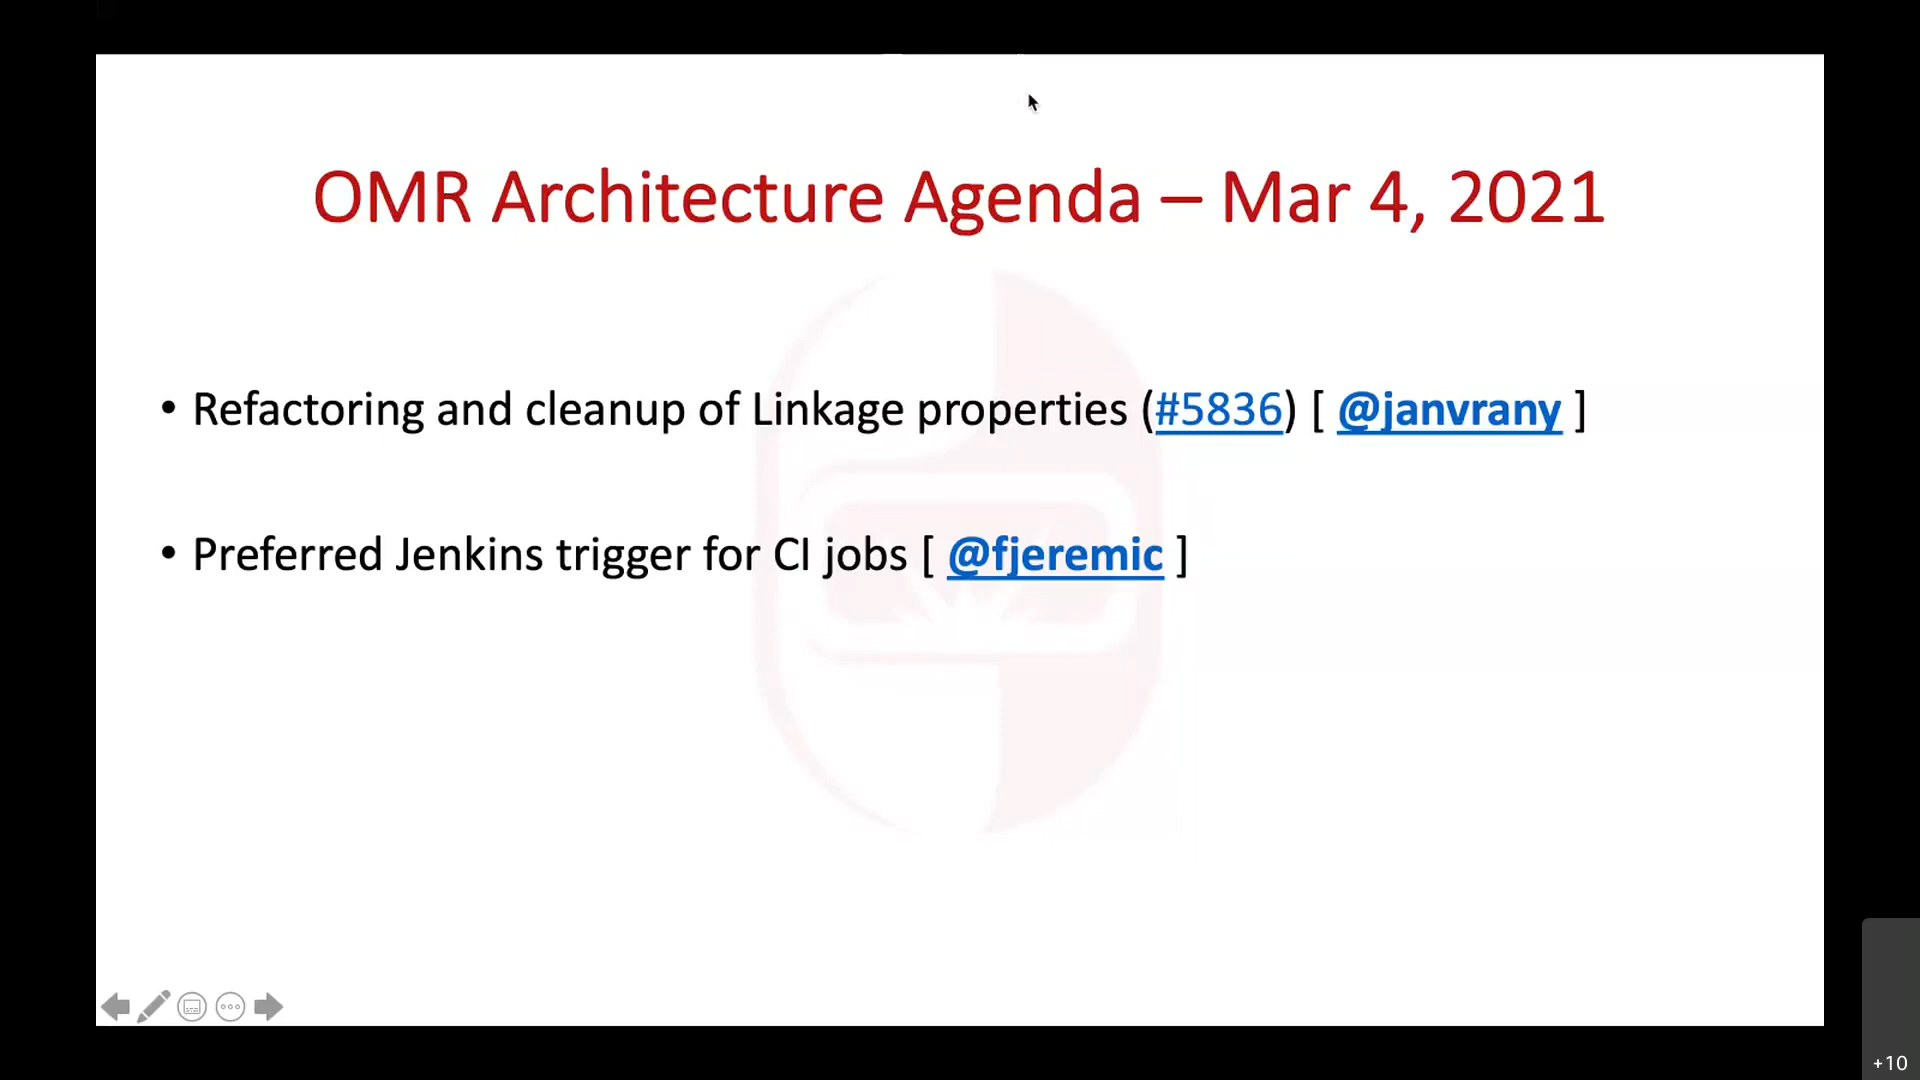 OMR Architecture Agenda – Mar 4, 2021
• Refactoring and cleanup of Linkage properties (#5836) [ @janvrany ]
• Preferred Jenkins trigger for CI jobs [ @fjeremic ]
+10